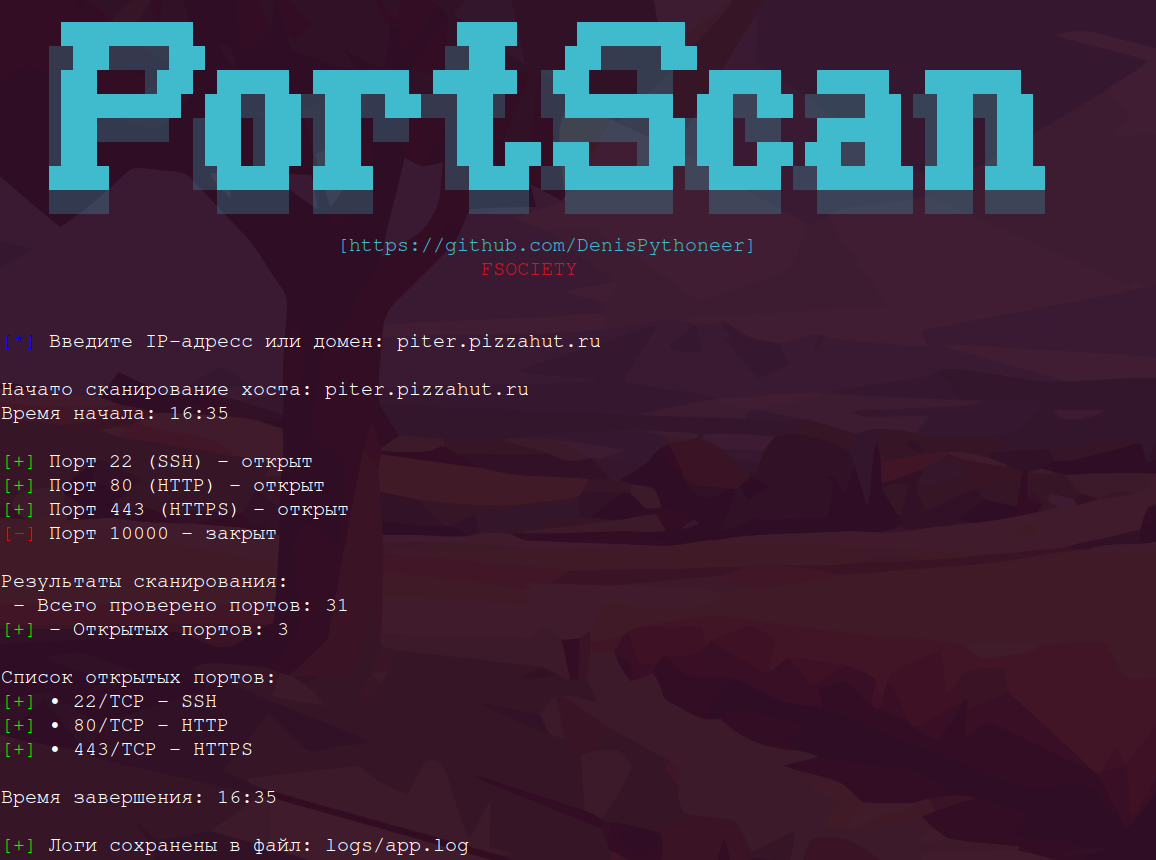 PortScan
[https://github.com/DenisPythoneer]
FSOCIETY
[*] Введите IP-адресс или домен: piter.pizzahut.ru
Начато сканирование хоста: piter.pizzahut.ru
Время начала: 16:35
[+] Порт 22 (SSH) - открыт
[+] Порт 80 (HTTP) - открыт
[+] Порт 443 (HTTPS) - открыт
[-] Порт 10000 - закрыт
Результаты сканирования:
- Всего проверено портов: 31
[+] - Открытых портов: 3
Список открытых портов:
[+] • 22/TCP - SSH
[+] • 80/TCP - HTTP
[+] • 443/TCP - HTTPS
Время завершения: 16:35
[+] Логи сохранены в файл: logs/app.log